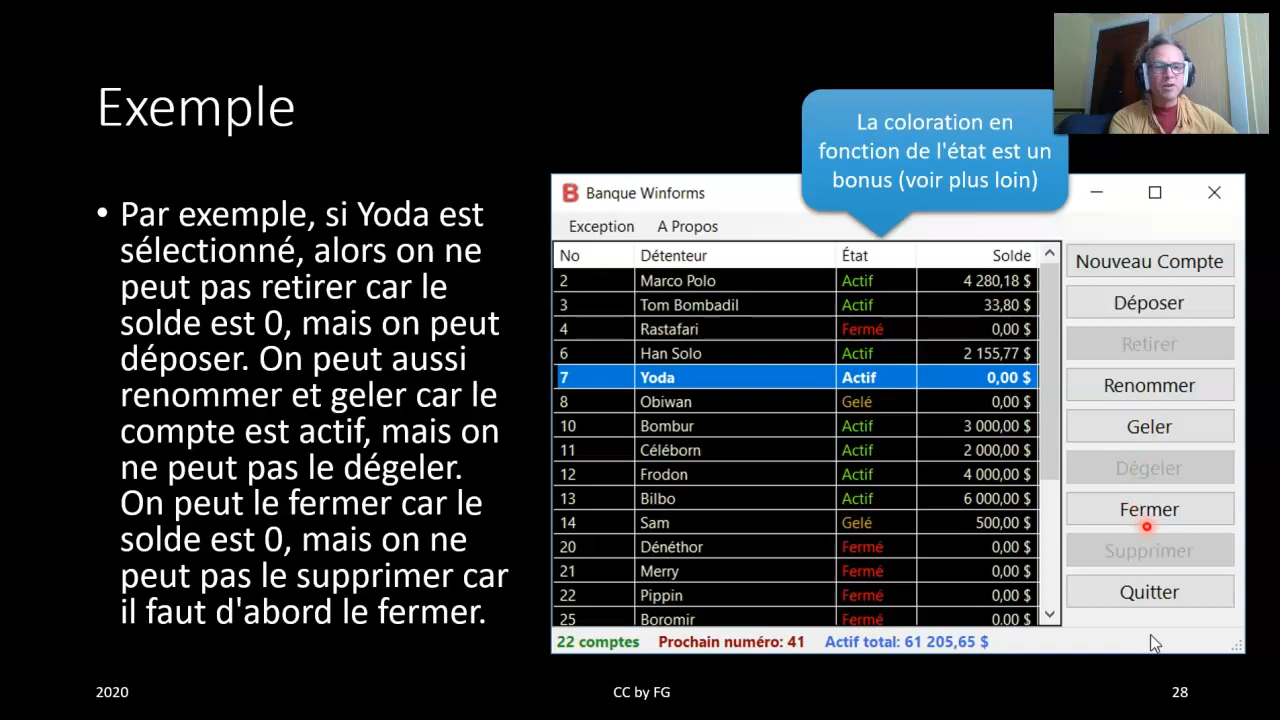 Exemple
La coloration en
fonction de l'état est un
bonus (voir plus loin)
• Par exemple, si Yoda est
sélectionné, alors on ne
peut pas retirer car le
solde est 0, mais on peut
déposer. On peut aussi
renommer et geler car le
compte est actif, mais on
ne peut pas le dégeler.
On peut le fermer car le
solde est 0, mais on ne
peut pas le supprimer car
il faut d'abord le fermer.
B Banque Winforms
Exception A Propos
No Détenteur État Solde
2 Marco Polo Actif 4 280,18 $
3 Tom Bombadil Actif 33,80 $
4 Rastafari Fermé 0,00 $
6 Han Solo Actif 2 155,77 $
7 Yoda Actif 0,00 $
8 Obiwan Gelé 0,00 $
10 Bombur Actif 3 000,00 $
11 Céléborn Actif 2 000,00 $
12 Frodon Actif 4 000,00 $
13 Bilbo Actif 6 000,00 $
14 Sam Gelé 500,00 $
20 Dénéthor Fermé 0,00 $
21 Merry Fermé 0,00 $
22 Pippin Fermé 0,00 $
25 Boromir Fermé 0,00 $
Nouveau Compte
Déposer
Retirer
Renommer
Geler
Dégeler
Fermer
Supprimer
Quitter
22 comptes Prochain numéro: 41 Actif total: 61 205,65 $
2020 CC by FG 28